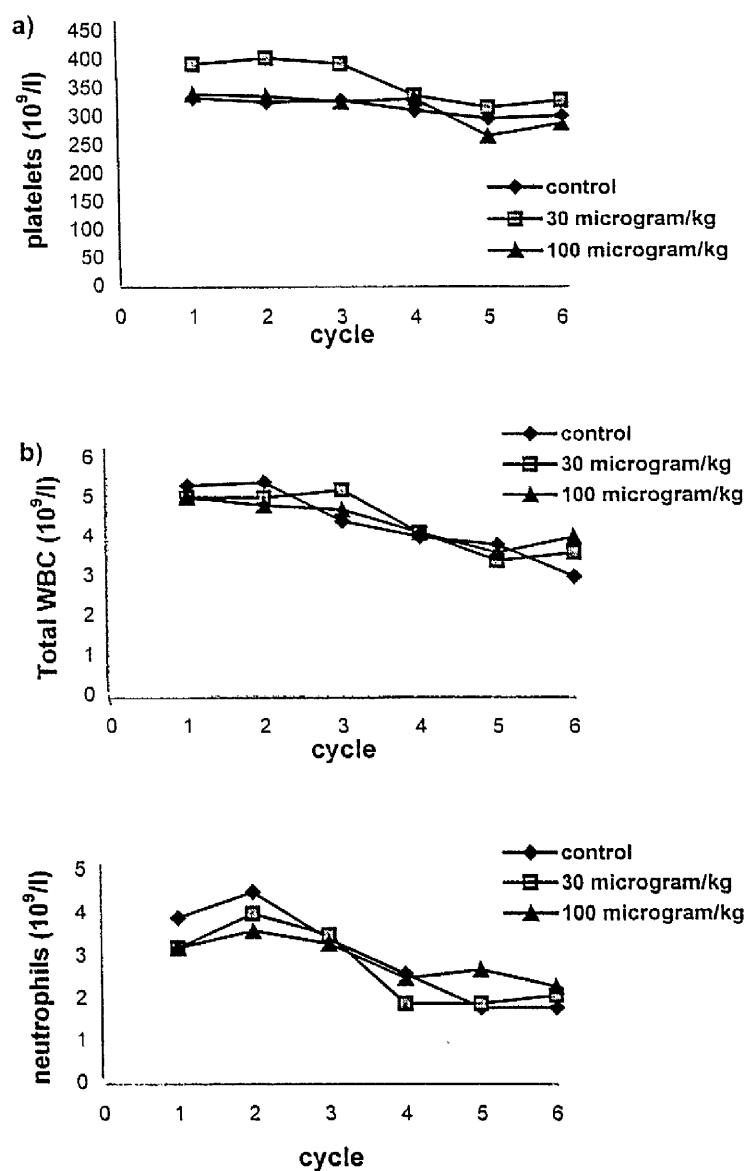 a)
platelets (10⁹/l)
450
400
350
300
250
300
150
100
50
0
control
30 microgram/kg
100 microgram/kg
0 1 2 3 4 5 6
cycle
b)
Total WBC (10⁹/l)
6
5
4
3
2
1
0
control
30 microgram/kg
100 microgram/kg
0 1 2 3 4 5 6
cycle
neutrophils (10⁹/l)
5
4
3
2
1
0
control
30 microgram/kg
100 microgram/kg
0 1 2 3 4 5 6
cycle